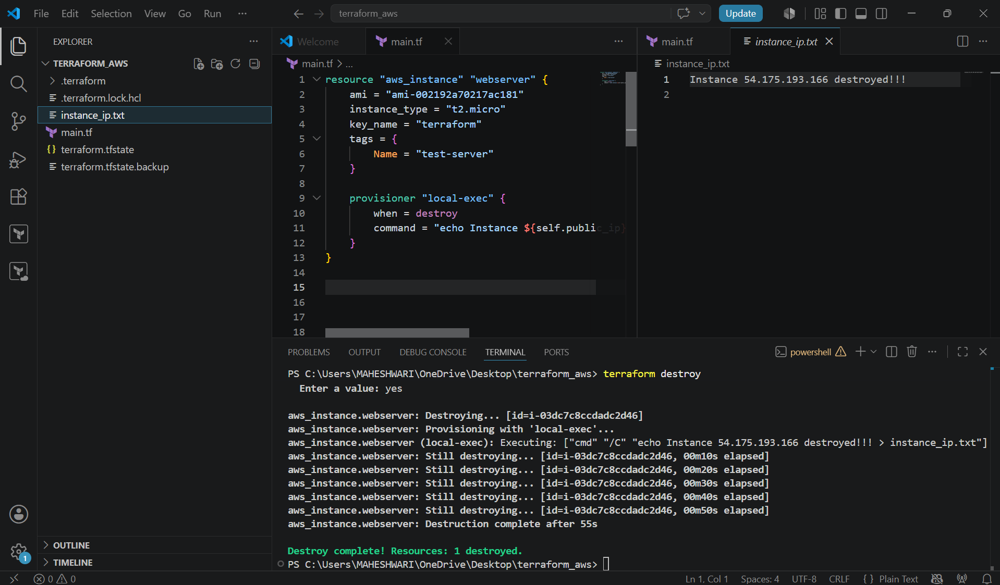 File Edit Selection View Go Run ···
terraform_aws
Update
EXPLORER
TERRAFORM_AWS
.terraform
.terraform.lock.hcl
instance_ip.txt
main.tf
terraform.tfstate
terraform.tfstate.backup
OUTLINE
TIMELINE
Welcome
main.tf
main.tf > ...
1 resource "aws_instance" "webserver" {
2 ami = "ami-002192a70217ac181"
3 instance_type = "t2.micro"
4 key_name = "terraform"
5 tags = {
6 Name = "test-server"
7 }
8
9 provisioner "local-exec" {
10 when = destroy
11 command = "echo Instance ${self.public_ip}
12 }
13 }
14
15
16
17
18
main.tf
instance_ip.txt
instance_ip.txt
1 Instance 54.175.193.166 destroyed!!!
2
PROBLEMS OUTPUT DEBUG CONSOLE TERMINAL PORTS
powershell
PS C:\Users\MAHESHWARI\OneDrive\Desktop\terraform_aws> terraform destroy
Enter a value: yes
aws_instance.webserver: Destroying... [id=i-03dc7c8ccdadc2d46]
aws_instance.webserver: Provisioning with 'local-exec'...
aws_instance.webserver (local-exec): Executing: ["cmd" "/C" "echo Instance 54.175.193.166 destroyed!!! > instance_ip.txt"]
aws_instance.webserver: Still destroying... [id=i-03dc7c8ccdadc2d46, 00m10s elapsed]
aws_instance.webserver: Still destroying... [id=i-03dc7c8ccdadc2d46, 00m20s elapsed]
aws_instance.webserver: Still destroying... [id=i-03dc7c8ccdadc2d46, 00m30s elapsed]
aws_instance.webserver: Still destroying... [id=i-03dc7c8ccdadc2d46, 00m40s elapsed]
aws_instance.webserver: Still destroying... [id=i-03dc7c8ccdadc2d46, 00m50s elapsed]
aws_instance.webserver: Destruction complete after 55s
Destroy complete! Resources: 1 destroyed.
PS C:\Users\MAHESHWARI\OneDrive\Desktop\terraform_aws>
1
0 0
Ln 1, Col 1 Spaces: 4 UTF-8 CRLF { } Plain Text